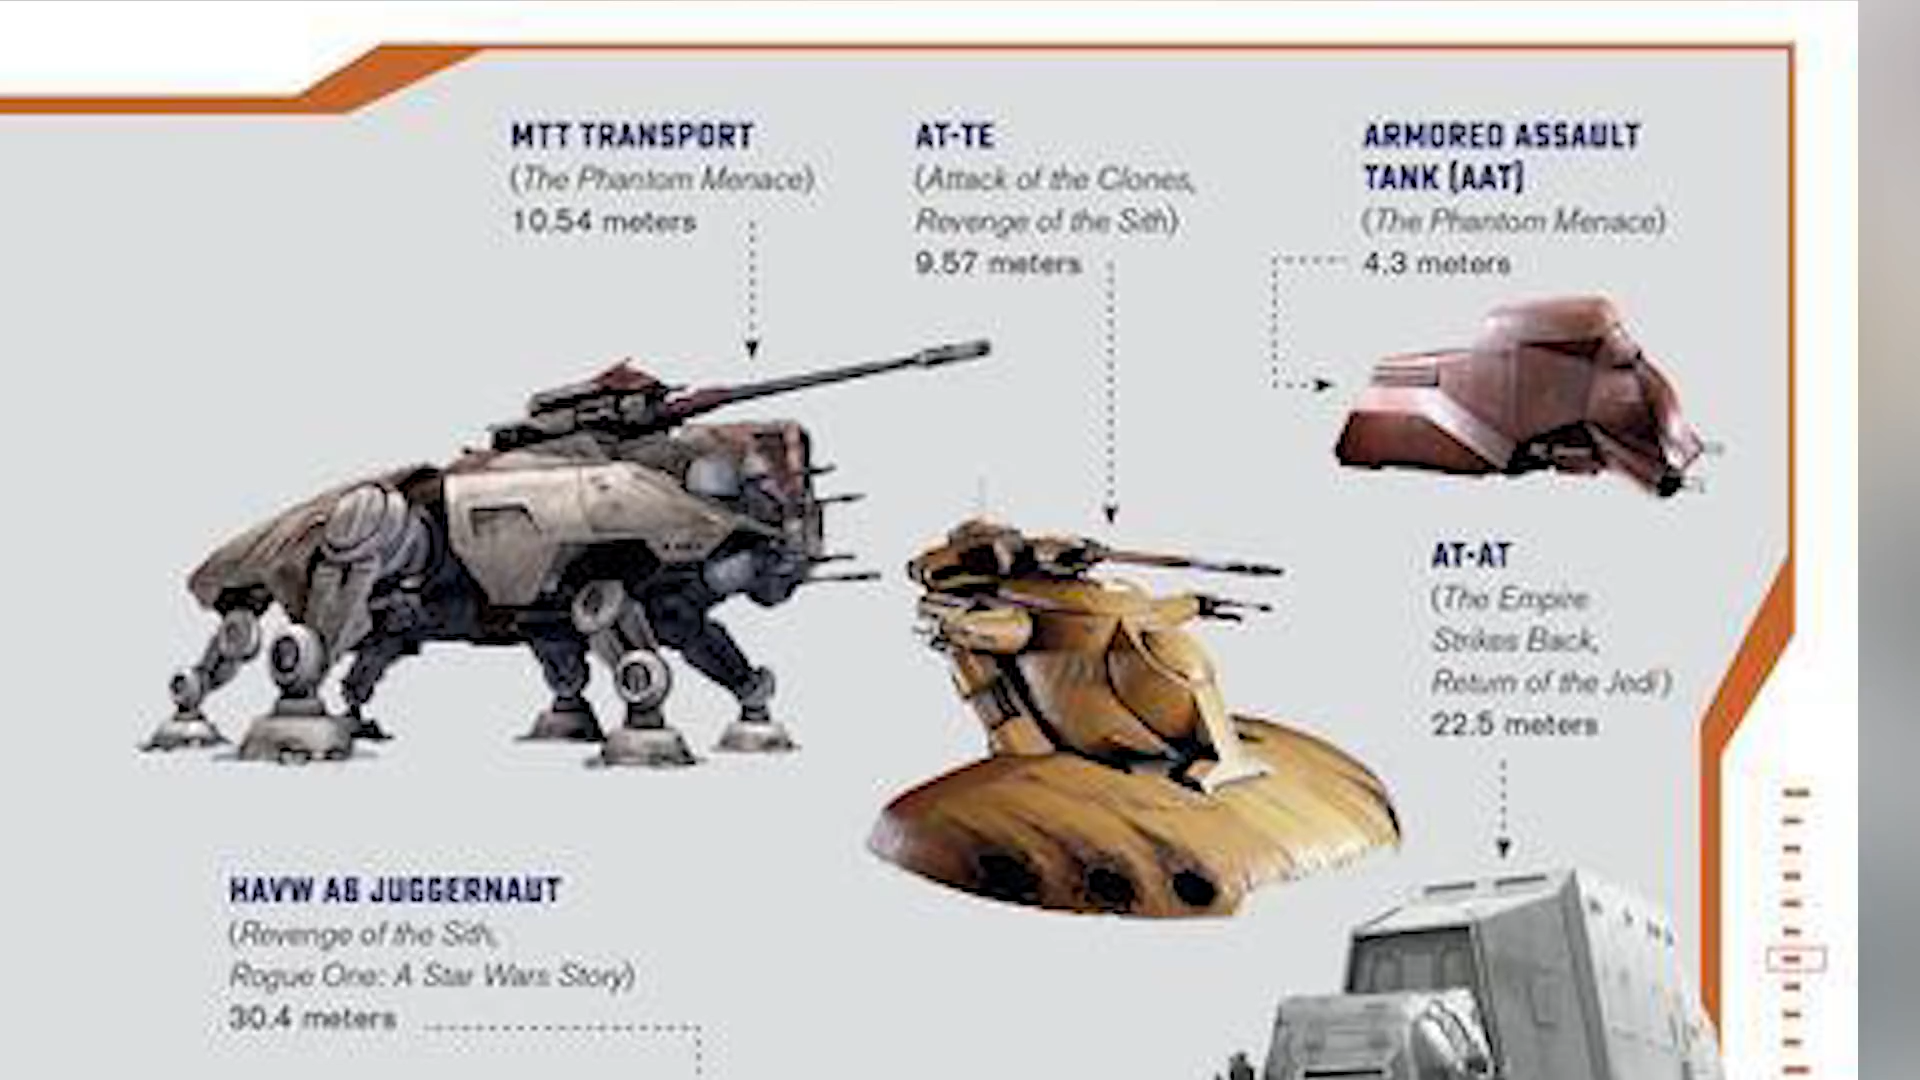 MTT TRANSPORT
(The Phantom Menace)
10.54 meters
AT-TE
(Attack of the Clones,
Revenge of the Sith)
9.57 meters
ARMORED ASSAULT
TANK (AAT)
(The Phantom Menace)
4.3 meters
AT-AT
(The Empire
Strikes Back,
Return of the Jedi)
22.5 meters
HAVW A6 JUGGERNAUT
(Revenge of the Sith,
Rogue One: A Star Wars Story)
30.4 meters